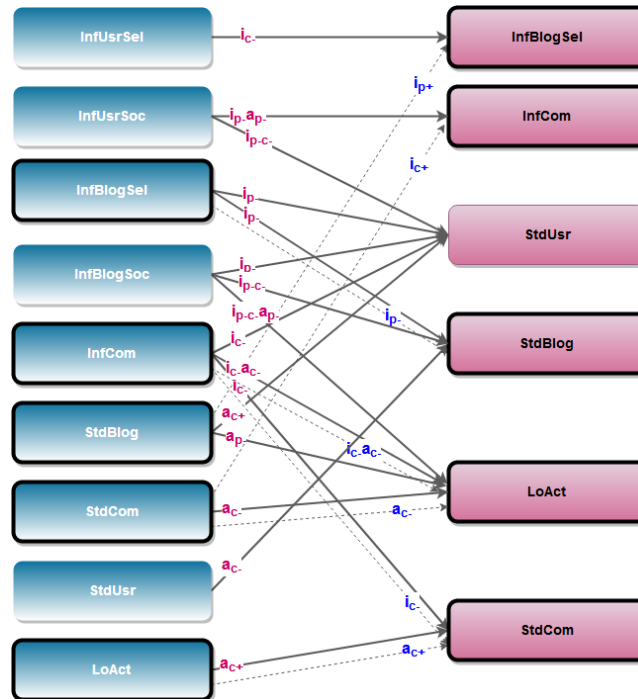 InfUsrSel
InfUsrSoc
InfBlogSel
InfBlogSoc
InfCom
StdBlog
StdCom
StdUsr
LoAct
ic-
ip-ap-
ip-c-
ip-
ip-
ip-
ip-c-
ip-c-ap-
ic-
ic-ac-
ic-
ac+
ap-
ac-
ac-
ac+
ip+
ic+
ip-
ic-ac-
ac-
ic-
ac+
InfBlogSel
InfCom
StdUsr
StdBlog
LoAct
StdCom